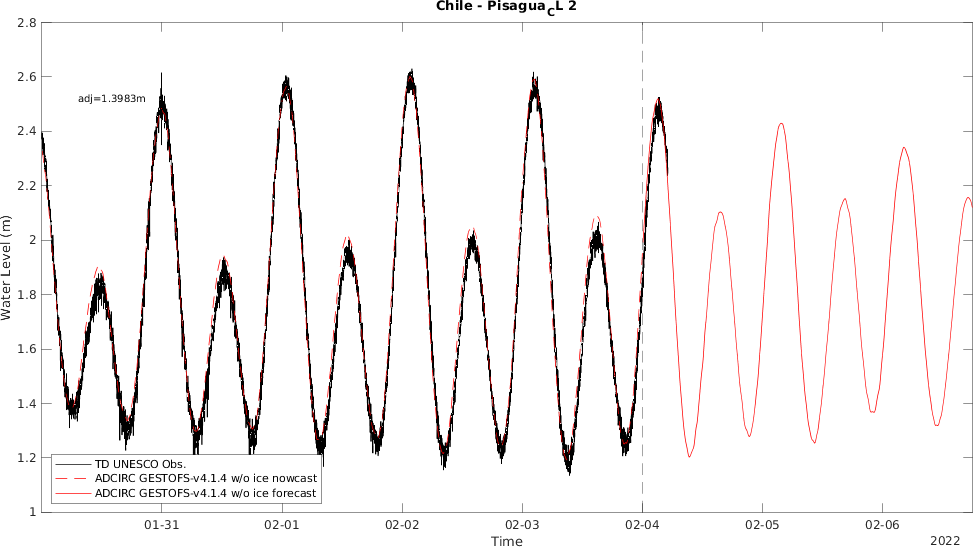 Chile - Pisagua_CL 2
2.8
2.6
adj=1.3983m
2.4
2.2
2
1.8
1.6
1.4
1.2
1
Water Level (m)
TD UNESCO Obs.
ADCIRC GESTOFS-v4.1.4 w/o ice nowcast
ADCIRC GESTOFS-v4.1.4 w/o ice forecast
01-31 02-01 02-02 02-03 02-04 02-05 02-06
Time
2022